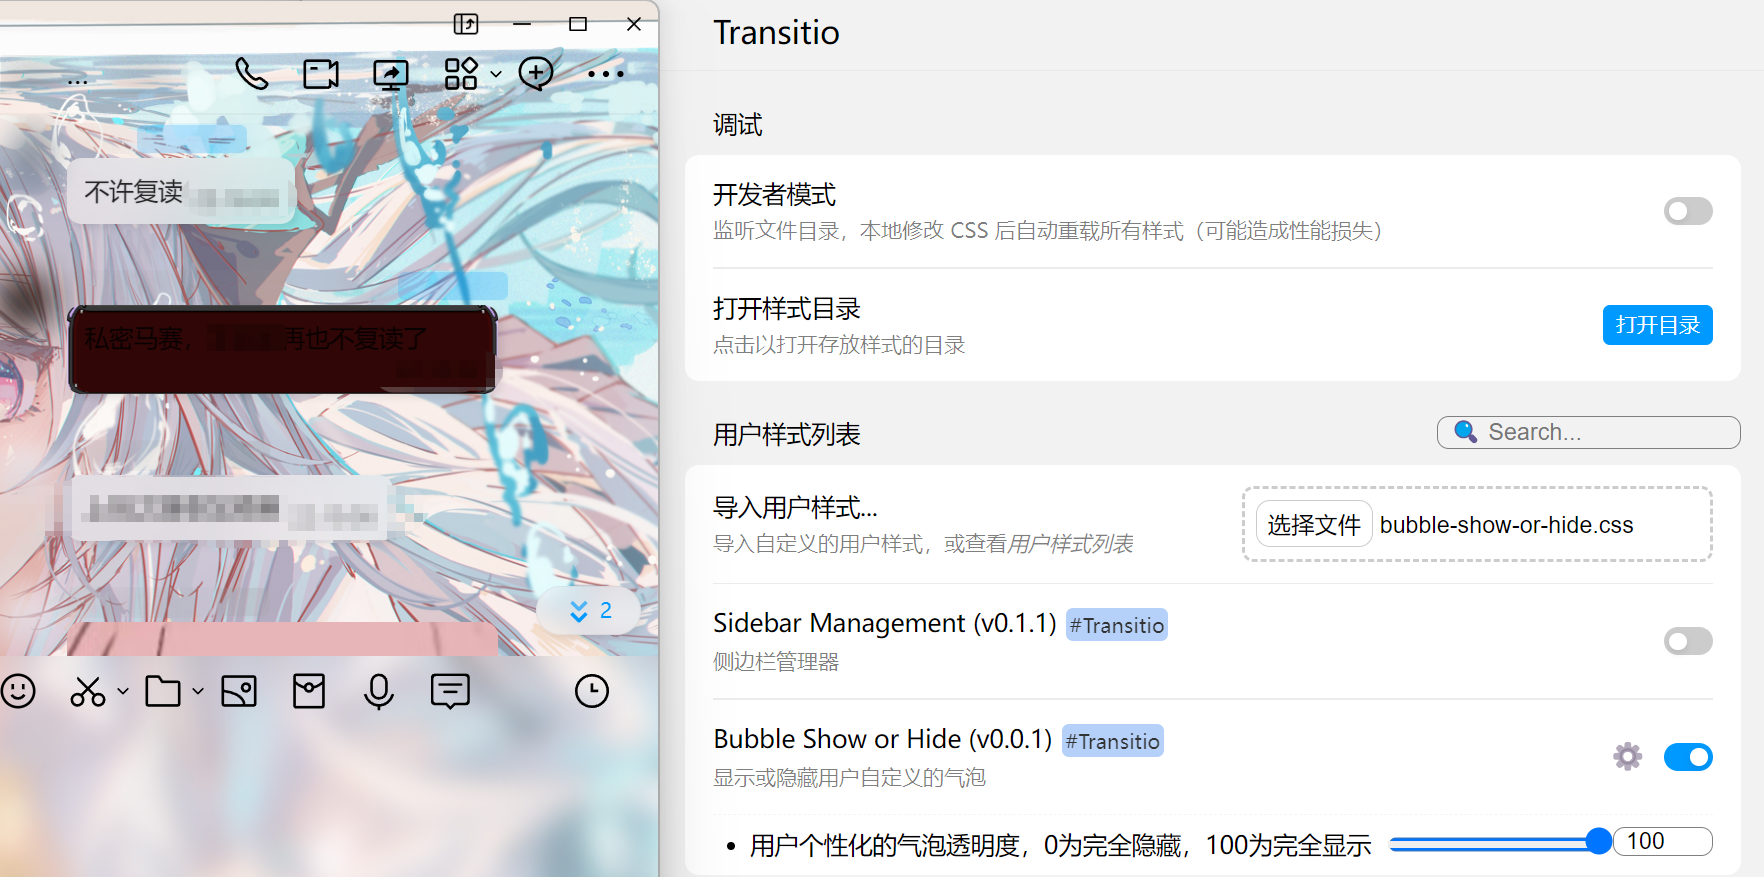 ...
不许复读
私密马赛，
再也不复读了
2
Transitio
调试
开发者模式
监听文件目录，本地修改 CSS 后自动重载所有样式（可能造成性能损失）
打开样式目录
打开目录
点击以打开存放样式的目录
用户样式列表
🔍 Search...
导入用户样式...
选择文件 bubble-show-or-hide.css
导入自定义的用户样式，或查看用户样式列表
Sidebar Management (v0.1.1) #Transitio
侧边栏管理器
Bubble Show or Hide (v0.0.1) #Transitio
显示或隐藏用户自定义的气泡
• 用户个性化的气泡透明度，0为完全隐藏，100为完全显示 100